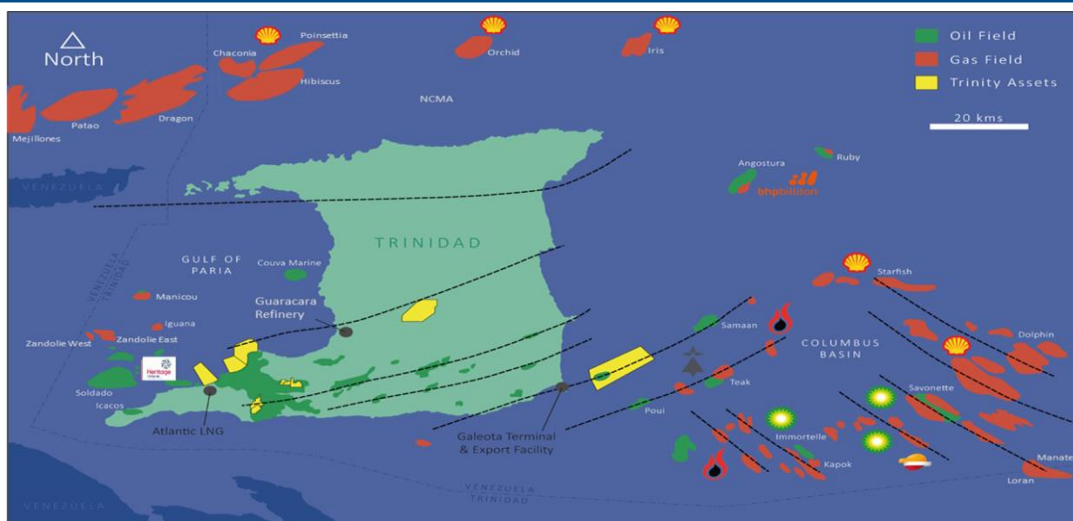 North
Chaconia
Poinsettia
Hibiscus
Orchid
Iris
Oil Field
Gas Field
Trinity Assets
20 kms
NCMA
Mejillones
Patao
Dragon
VENEZUELA
Angostura
Ruby
bhpbilliton
TRINIDAD
GULF OF
PARIA
Couva Marine
VENEZUELA
TRINIDAD
Manicou
Guaracara
Refinery
Iguana
Zandolie West
Zandolie East
Heritage
Soldado
Icacos
Atlantic LNG
Starfish
Samaan
COLUMBUS
BASIN
Dolphin
Teak
Savonette
Poui
Galeota Terminal
& Export Facility
Immortelle
Kapok
Manatee
Loran
VENEZUELA
TRINIDAD
VENEZUELA